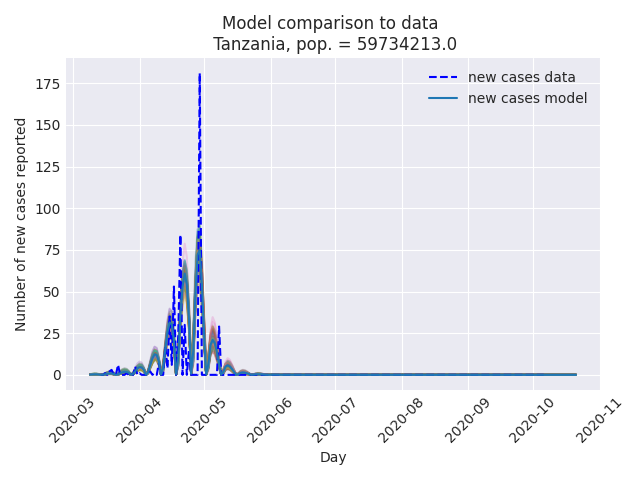 Model comparison to data
Tanzania, pop. = 59734213.0
new cases data
new cases model
Number of new cases reported
175
150
125
100
75
50
25
0
2020-03
2020-04
2020-05
2020-06
2020-07
2020-08
2020-09
2020-10
2020-11
Day